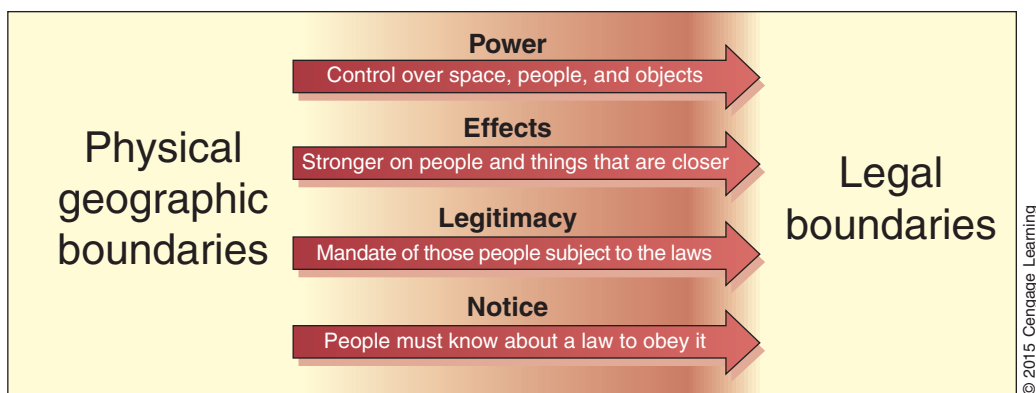 Power
Control over space, people, and objects
Effects
Stronger on people and things that are closer
Legitimacy
Mandate of those people subject to the laws
Notice
People must know about a law to obey it
Physical
geographic
boundaries
Legal
boundaries
© 2015 Cengage Learning